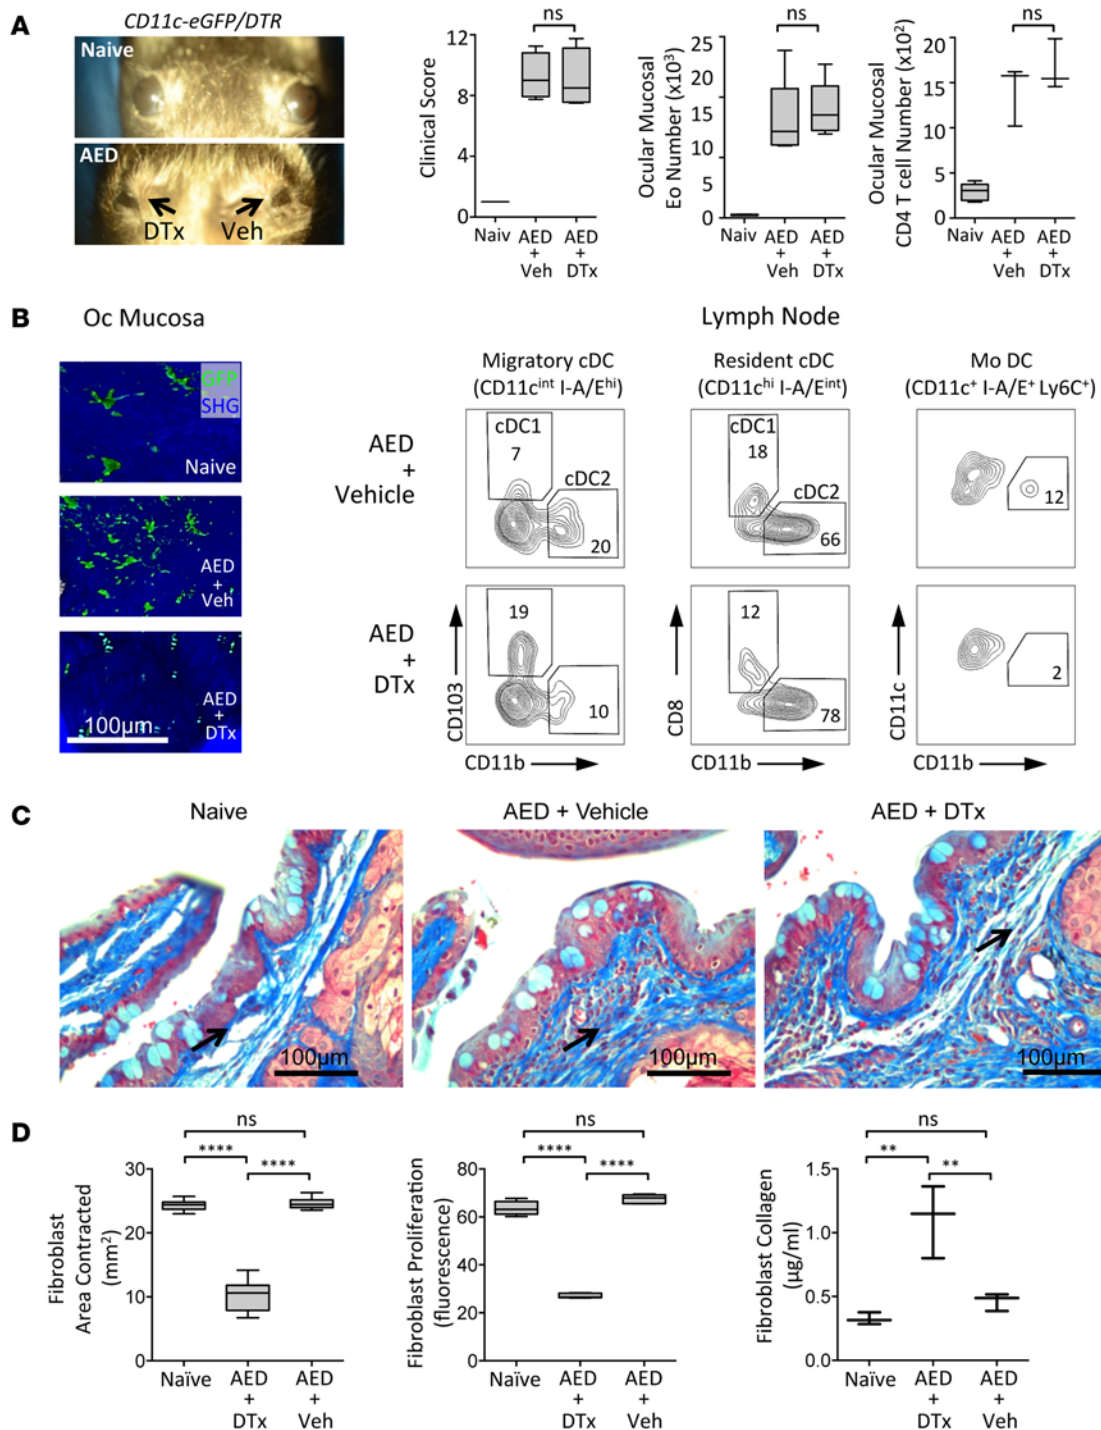 A
CD11c-eGFP/DTR
Naive
AED
DTx
Veh
Clinical Score
12
8
4
0
ns
Naiv
AED + Veh
AED + DTx
Ocular Mucosal
Eo Number (x10³)
25
20
15
10
5
0
ns
Naiv
AED + Veh
AED + DTx
Ocular Mucosal
CD4 T cell Number (x10²)
20
15
10
5
0
ns
Naiv
AED + Veh
AED + DTx
B
Oc Mucosa
GFP
SHG
Naive
AED + Veh
AED + DTx
100µm
Lymph Node
Migratory cDC
(CD11cint I-A/Ehi)
Resident cDC
(CD11chi I-A/Eint)
Mo DC
(CD11c+ I-A/E+ Ly6C+)
AED + Vehicle
cDC1
7
cDC2
20
cDC1
18
cDC2
66
12
AED + DTx
19
10
12
78
2
CD103
CD11b
CD8
CD11b
CD11c
CD11b
C
Naive
AED + Vehicle
AED + DTx
100µm
100µm
100µm
D
Fibroblast
Area Contracted
(mm²)
30
20
10
0
ns
****
****
Naïve
AED + DTx
AED + Veh
Fibroblast Proliferation
(fluorescence)
80
60
40
20
0
ns
****
****
Naïve
AED + DTx
AED + Veh
Fibroblast Collagen
(µg/ml)
1.5
1.0
0.5
0.0
ns
**
**
Naïve
AED + DTx
AED + Veh